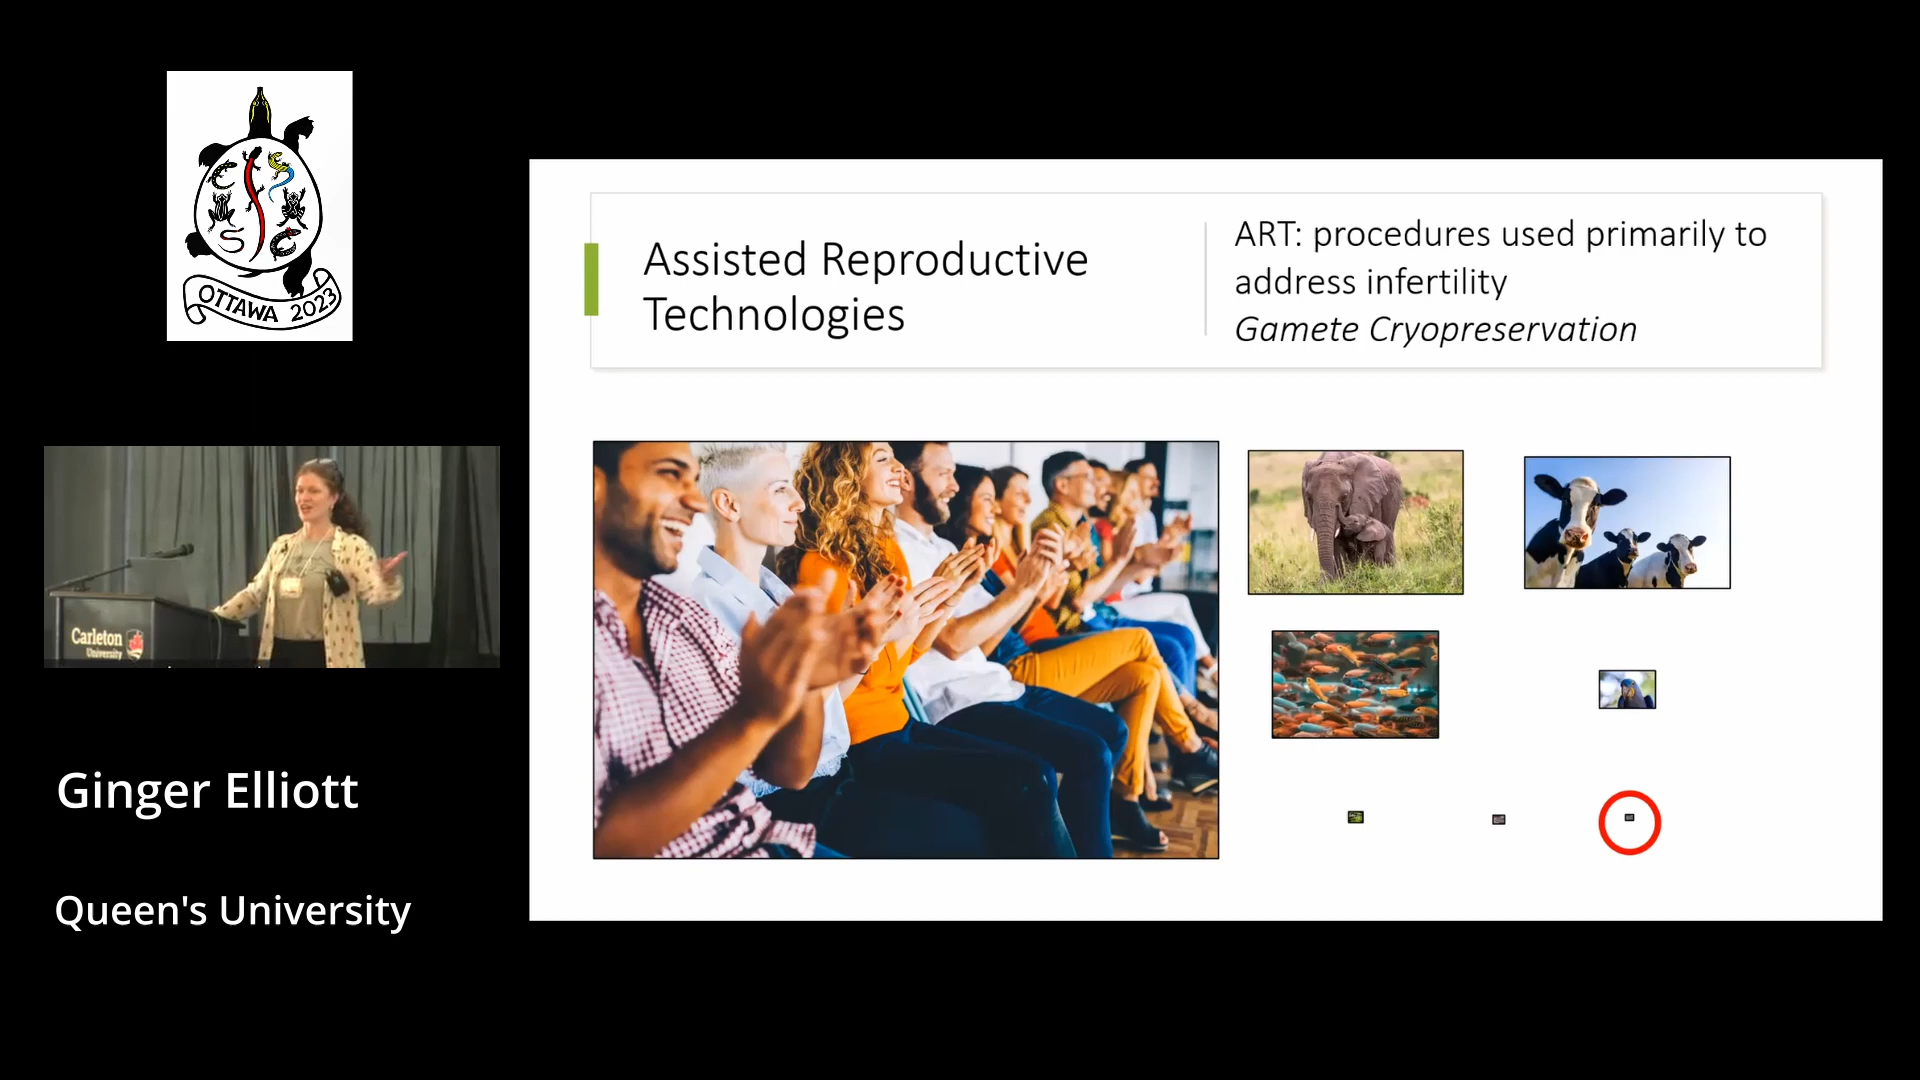 OTTAWA 2023
Carleton
University
Ginger Elliott
Queen's University
Assisted Reproductive
Technologies
ART: procedures used primarily to
address infertility
Gamete Cryopreservation